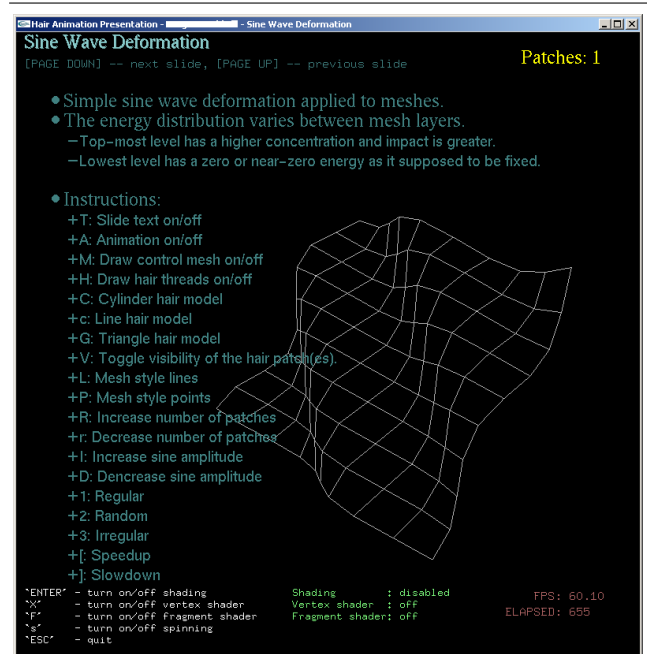 Hair Animation Presentation - - Sine Wave Deformation
Sine Wave Deformation
[PAGE DOWN] -- next slide, [PAGE UP] -- previous slide
Patches: 1
Simple sine wave deformation applied to meshes.
The energy distribution varies between mesh layers.
–Top–most level has a higher concentration and impact is greater.
–Lowest level has a zero or near–zero energy as it supposed to be fixed.
Instructions:
+T: Slide text on/off
+A: Animation on/off
+M: Draw control mesh on/off
+H: Draw hair threads on/off
+C: Cylinder hair model
+c: Line hair model
+G: Triangle hair model
+V: Toggle visibility of the hair patch(es).
+L: Mesh style lines
+P: Mesh style points
+R: Increase number of patches
+r: Decrease number of patches
+I: Increase sine amplitude
+D: Dencrease sine amplitude
+1: Regular
+2: Random
+3: Irregular
+[: Speedup
+]: Slowdown
`ENTER' - turn on/off shading
`X' - turn on/off vertex shader
`F' - turn on/off fragment shader
`s' - turn on/off spinning
`ESC' - quit
Shading : disabled
Vertex shader : off
Fragment shader: off
FPS: 60.10
ELAPSED: 655